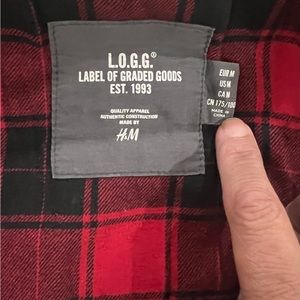 L.O.G.G.®
LABEL OF GRADED GOODS
EST. 1993
QUALITY APPAREL
AUTHENTIC CONSTRUCTION
MADE BY
H&M
EUR M
US M
CAN M
CN 175/100
MADE IN
CHINA